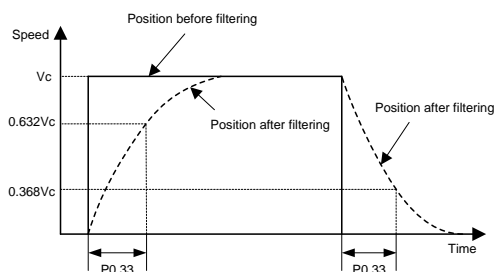 Position before filtering
Speed
Vc
Position after filtering
Position after filtering
0.632Vc
0.368Vc
Time
P0.33
P0.33